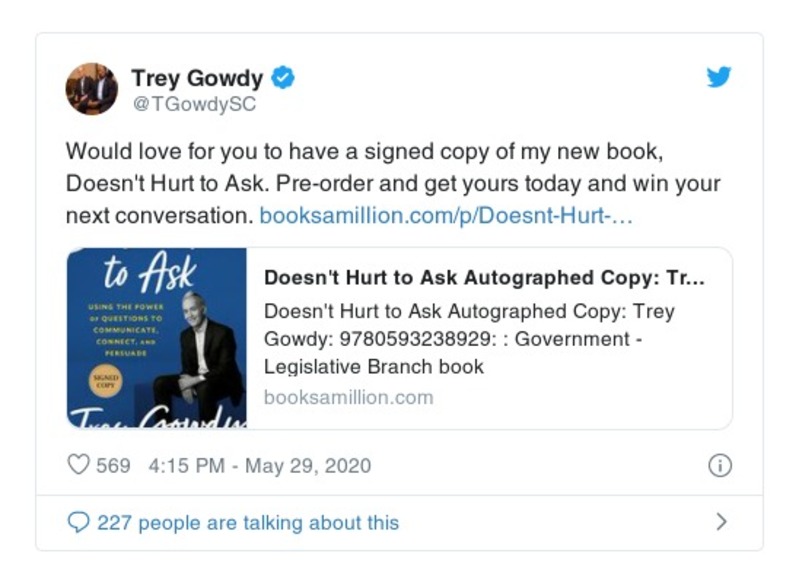 Trey Gowdy
@TGowdySC
Would love for you to have a signed copy of my new book,
Doesn't Hurt to Ask. Pre-order and get yours today and win your
next conversation. booksamillion.com/p/Doesnt-Hurt-…
to Ask
USING THE POWER
OF QUESTIONS TO
COMMUNICATE,
CONNECT, AND
PERSUADE
SIGNED
COPY
Trey Gowdy
Doesn't Hurt to Ask Autographed Copy: Tr...
Doesn't Hurt to Ask Autographed Copy: Trey
Gowdy: 9780593238929: : Government -
Legislative Branch book
booksamillion.com
569 4:15 PM - May 29, 2020
227 people are talking about this